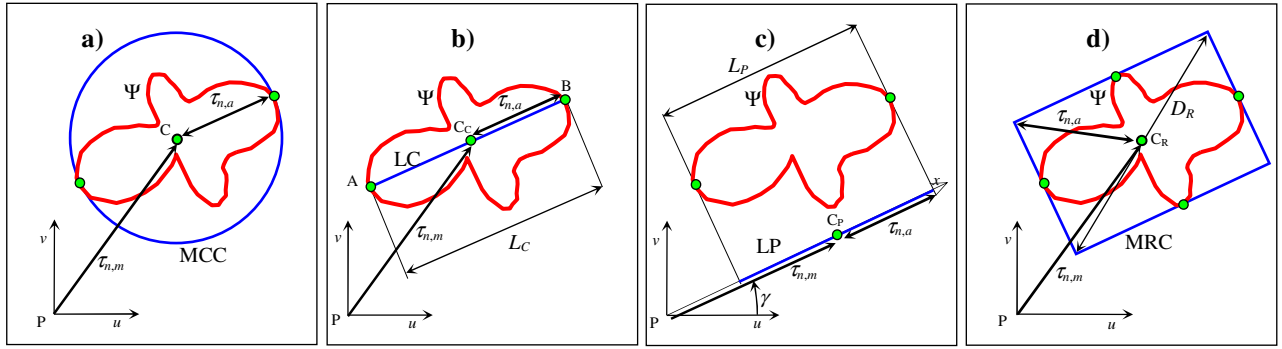 a)
Ψ
τn,a
C
τn,m
MCC
v
u
P
b)
Ψ
B
τn,a
CC
LC
A
τn,m
LC
v
u
P
c)
LP
Ψ
x
CP
τn,a
LP
τn,m
v
γ
u
P
d)
Ψ
DR
τn,a
CR
MRC
τn,m
v
u
P